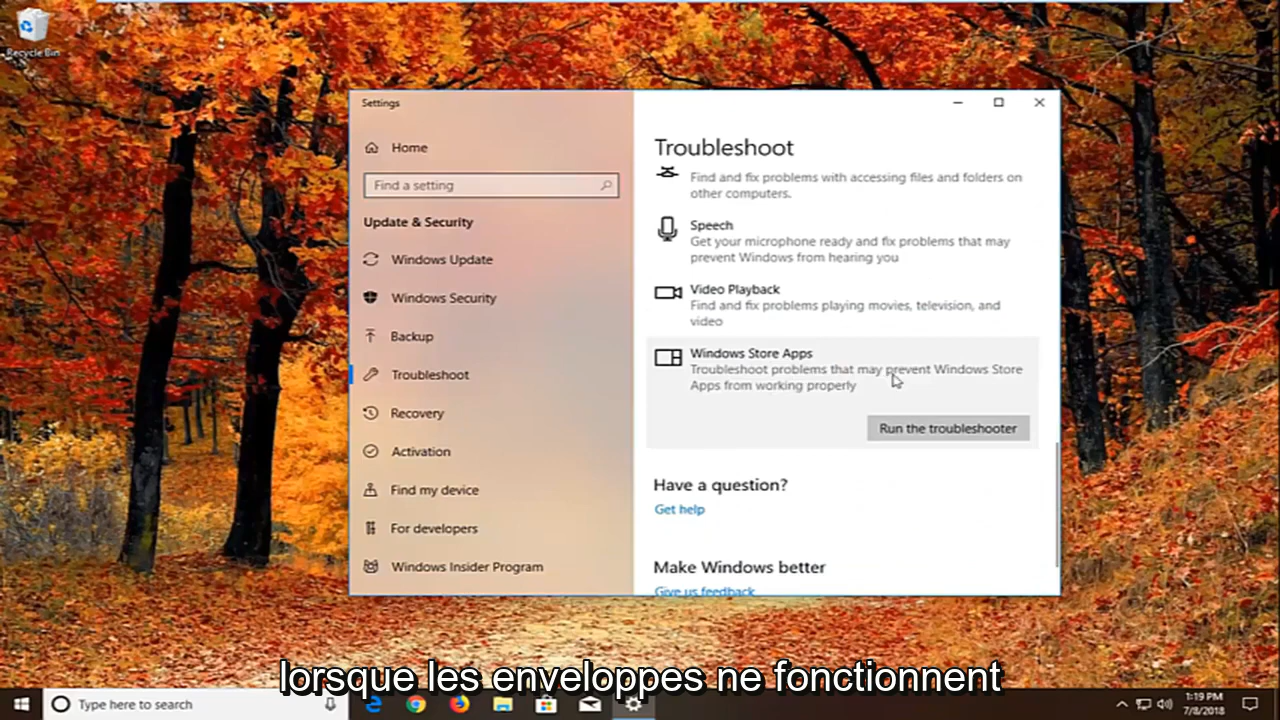 Recycle Bin
Settings
Home
Find a setting
Update & Security
Windows Update
Windows Security
Backup
Troubleshoot
Recovery
Activation
Find my device
For developers
Windows Insider Program
Troubleshoot
Find and fix problems with accessing files and folders on
other computers.
Speech
Get your microphone ready and fix problems that may
prevent Windows from hearing you
Video Playback
Find and fix problems playing movies, television, and
video
Windows Store Apps
Troubleshoot problems that may prevent Windows Store
Apps from working properly
Run the troubleshooter
Have a question?
Get help
Make Windows better
Give us feedback
lorsque les enveloppes ne fonctionnent
Type here to search
1:19 PM
7/8/2018